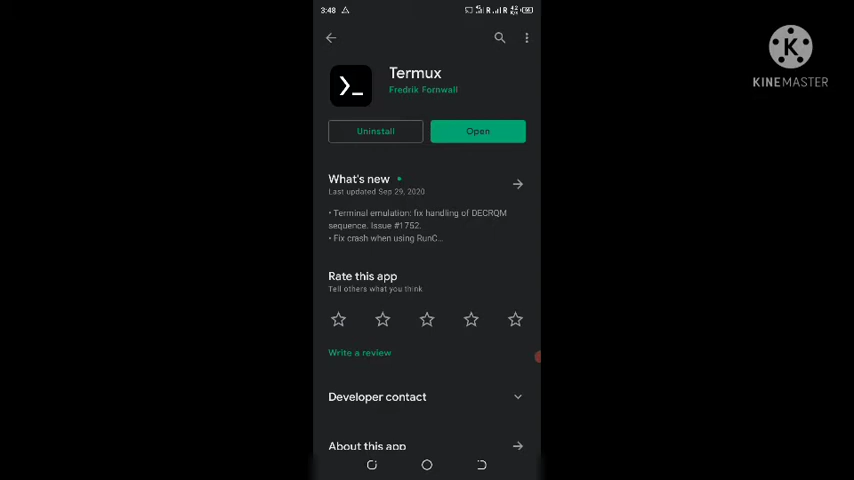 3:48
Termux
Fredrik Fornwall
Uninstall
Open
What's new
Last updated Sep 29, 2020
• Terminal emulation: fix handling of DECRQM
sequence. Issue #1762.
• Fix crash when using RunC...
Rate this app
Tell others what you think
Write a review
Developer contact
About this app
K
KINEMASTER